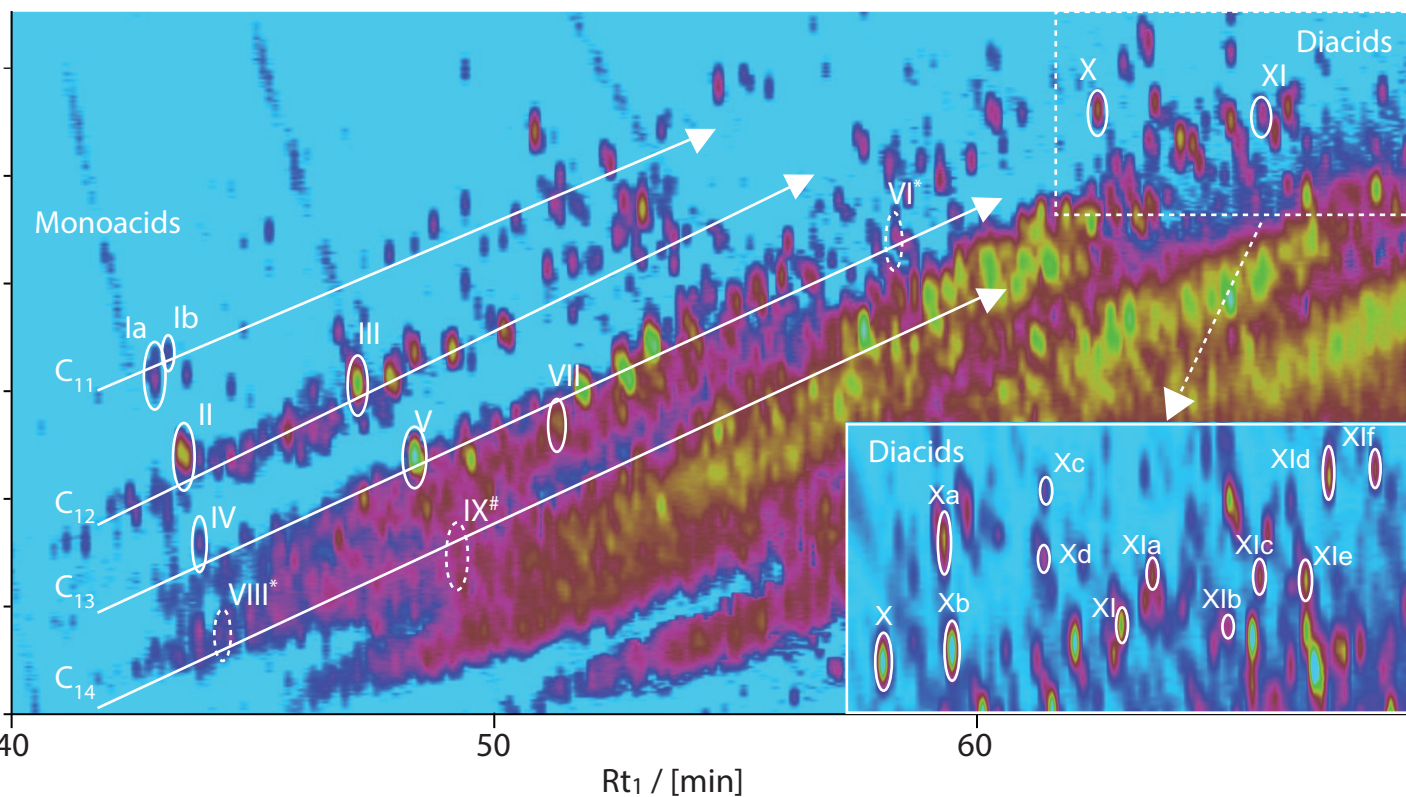 Diacids
X
XI
VI*
Monoacids
Ia
Ib
III
C11
VII
II
V
Diacids
Xc
XId
XIf
Xa
C12
IV
IX#
Xd
XIa
XIc
XIe
C13
VIII*
X
Xb
XI
XIb
C14
40
50
60
Rt1 / [min]